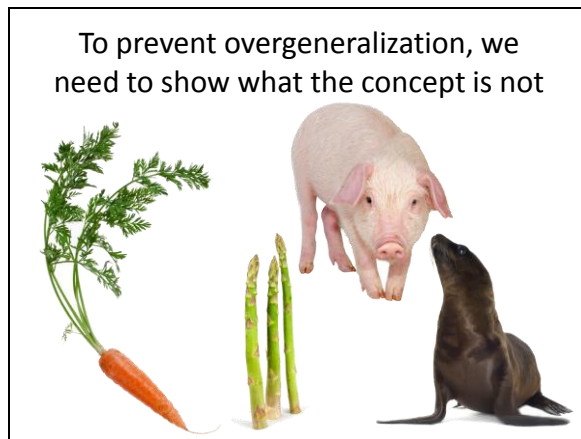 To prevent overgeneralization, we
need to show what the concept is not